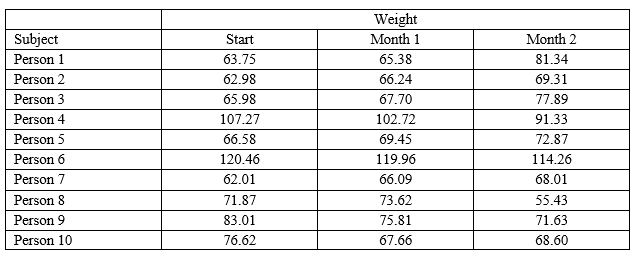 Weight
Subject Start Month 1 Month 2
Person 1 63.75 65.38 81.34
Person 2 62.98 66.24 69.31
Person 3 65.98 67.70 77.89
Person 4 107.27 102.72 91.33
Person 5 66.58 69.45 72.87
Person 6 120.46 119.96 114.26
Person 7 62.01 66.09 68.01
Person 8 71.87 73.62 55.43
Person 9 83.01 75.81 71.63
Person 10 76.62 67.66 68.60